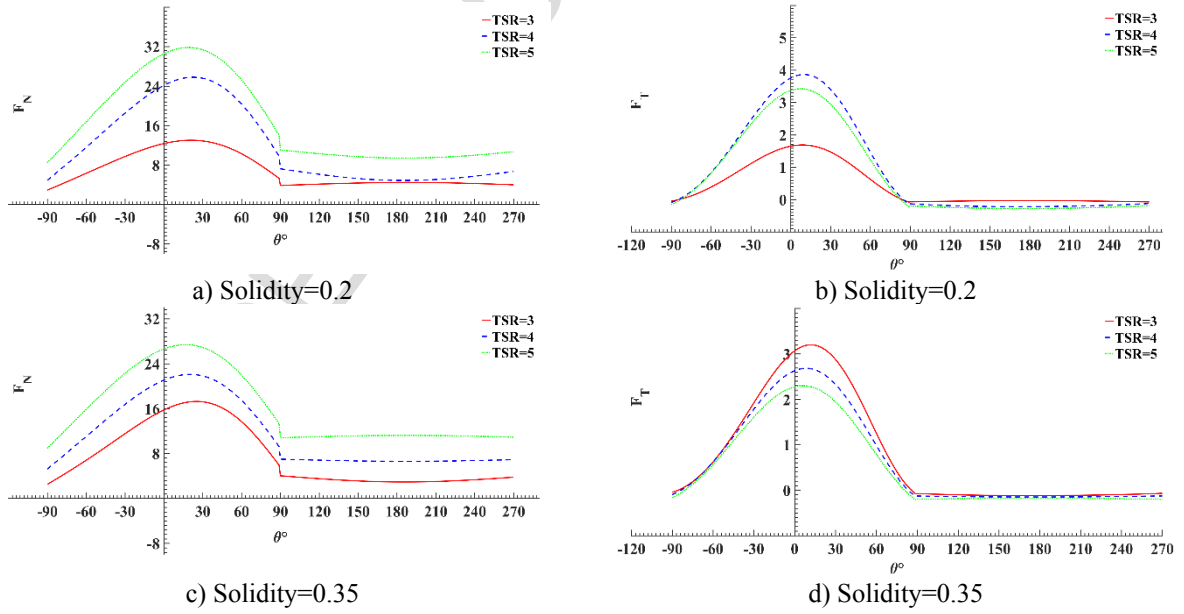 TSR=3
TSR=4
TSR=5
32
24
16
8
-8
F_N
-90 -60 -30 0 30 60 90 120 150 180 210 240 270
θ°
a) Solidity=0.2
TSR=3
TSR=4
TSR=5
6
5
4
3
2
1
0
F_T
-120 -90 -60 -30 0 30 60 90 120 150 180 210 240 270
θ°
b) Solidity=0.2
TSR=3
TSR=4
TSR=5
32
24
16
8
-8
F_N
-90 -60 -30 0 30 60 90 120 150 180 210 240 270
θ°
c) Solidity=0.35
TSR=3
TSR=4
TSR=5
3
2
1
0
F_T
-120 -90 -60 -30 0 30 60 90 120 150 180 210 240 270
θ°
d) Solidity=0.35